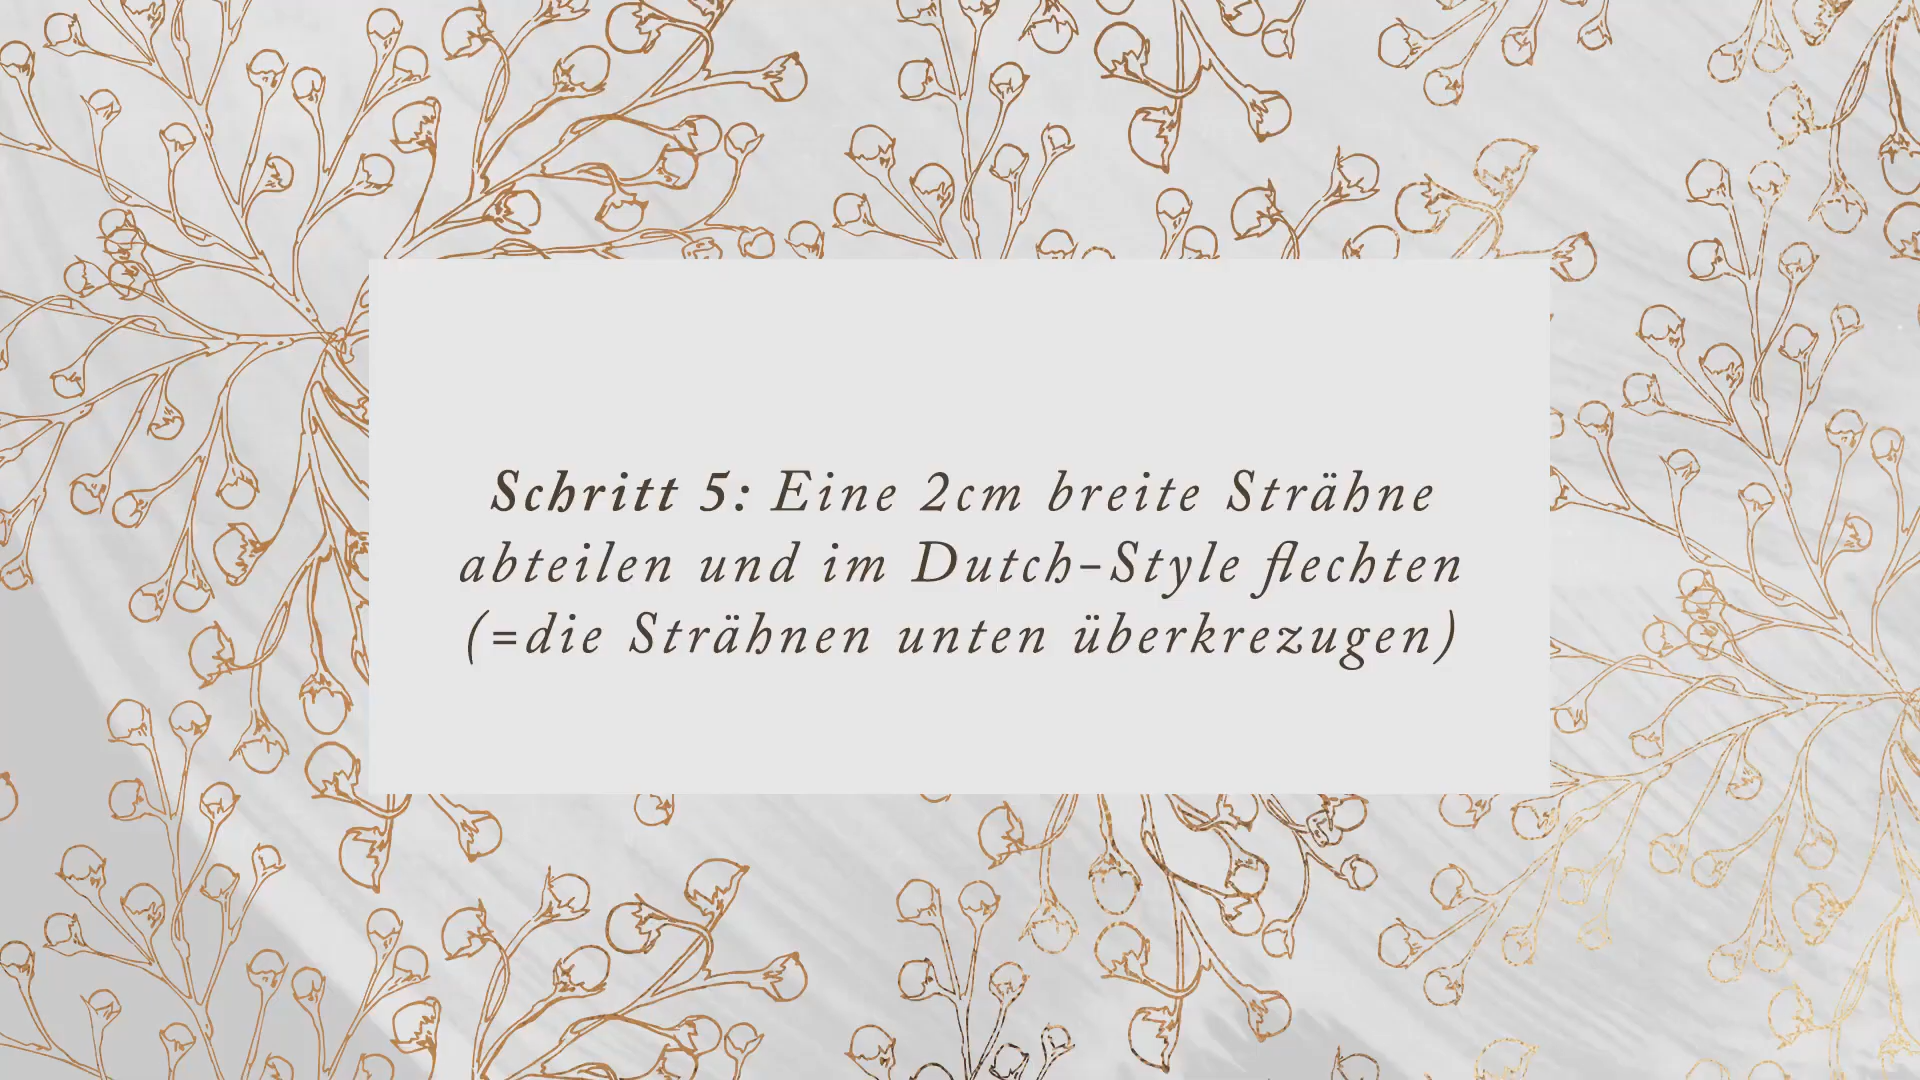 Schritt 5: Eine 2cm breite Strähne
abteilen und im Dutch-Style flechten
(=die Strähnen unten überkrezugen)